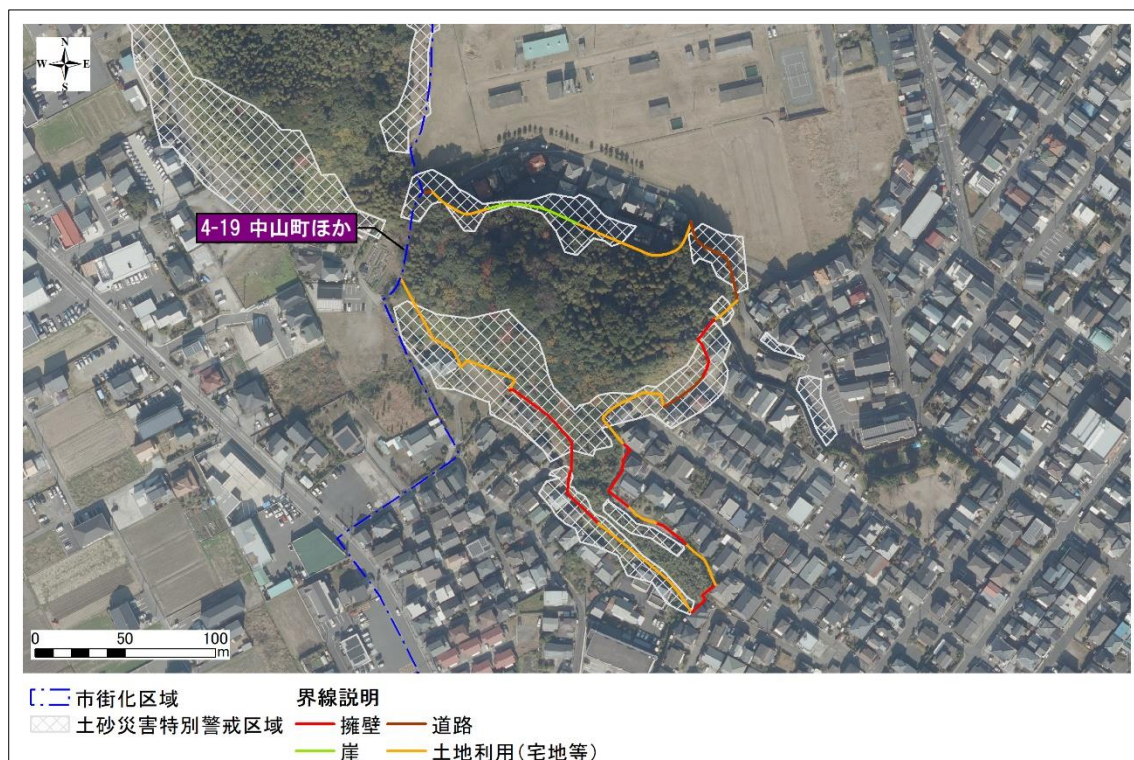 N
W E
S
4-19 中山町ほか
0 50 100
m
市街化区域
界線説明
土砂災害特別警戒区域
擁壁
道路
崖
土地利用(宅地等)